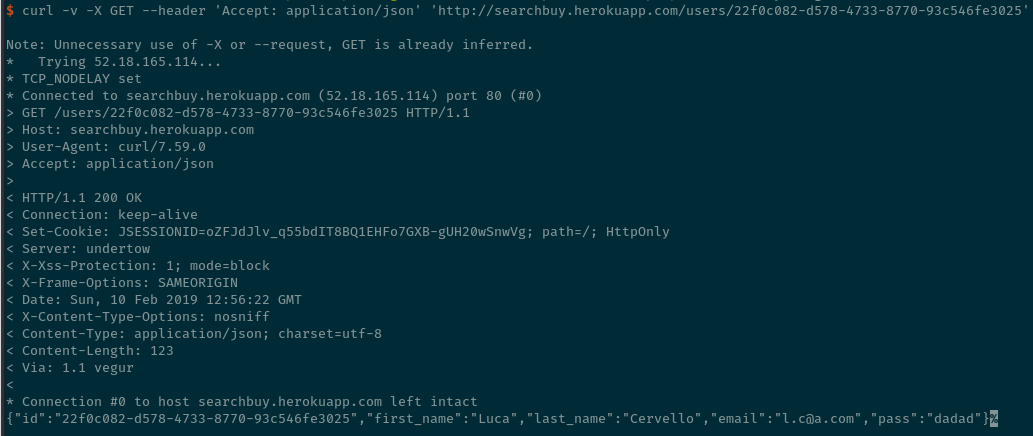 $ curl -v -X GET --header 'Accept: application/json' 'http://searchbuy.herokuapp.com/users/22f0c082-d578-4733-8770-93c546fe3025'
Note: Unnecessary use of -X or --request, GET is already inferred.
*   Trying 52.18.165.114...
* TCP_NODELAY set
* Connected to searchbuy.herokuapp.com (52.18.165.114) port 80 (#0)
> GET /users/22f0c082-d578-4733-8770-93c546fe3025 HTTP/1.1
> Host: searchbuy.herokuapp.com
> User-Agent: curl/7.59.0
> Accept: application/json
>
< HTTP/1.1 200 OK
< Connection: keep-alive
< Set-Cookie: JSESSIONID=oZFJdJlv_q55bdIT8BQ1EHFo7GXB-gUH20wSnwVg; path=/; HttpOnly
< Server: undertow
< X-Xss-Protection: 1; mode=block
< X-Frame-Options: SAMEORIGIN
< Date: Sun, 10 Feb 2019 12:56:22 GMT
< X-Content-Type-Options: nosniff
< Content-Type: application/json; charset=utf-8
< Content-Length: 123
< Via: 1.1 vegur
<
* Connection #0 to host searchbuy.herokuapp.com left intact
{"id":"22f0c082-d578-4733-8770-93c546fe3025","first_name":"Luca","last_name":"Cervello","email":"l.c@a.com","pass":"dadad"}%